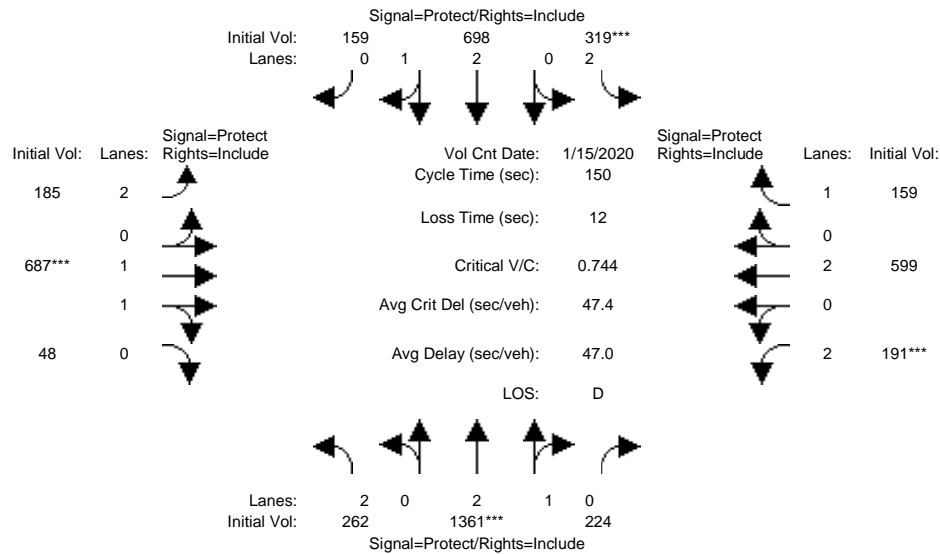 Signal=Protect/Rights=Include
Initial Vol: 159 698 319***
Lanes: 0 1 2 0 2
Signal=Protect Signal=Protect
Initial Vol: Lanes: Rights=Include Vol Cnt Date: 1/15/2020 Rights=Include Lanes: Initial Vol:
Cycle Time (sec): 150
185 2 1 159
Loss Time (sec): 12
0 0
687*** 1 Critical V/C: 0.744 2 599
1 Avg Crit Del (sec/veh): 47.4 0
48 0 Avg Delay (sec/veh): 47.0 2 191***
LOS: D
Lanes: 2 0 2 1 0
Initial Vol: 262 1361*** 224
Signal=Protect/Rights=Include